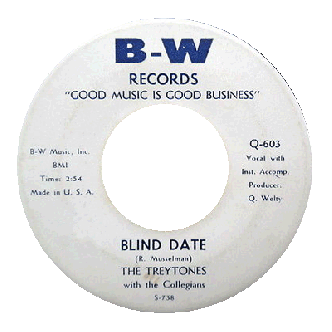 B-W
RECORDS
"GOOD MUSIC IS GOOD BUSINESS"
B-W Music, Inc.
BMI
Time: 2:54
Made in U. S. A.
Q-603
Vocal with
Inst. Accomp.
Producer:
Q. Welty
BLIND DATE
(R. Musselman)
THE TREYTONES
with the Collegians
S-738